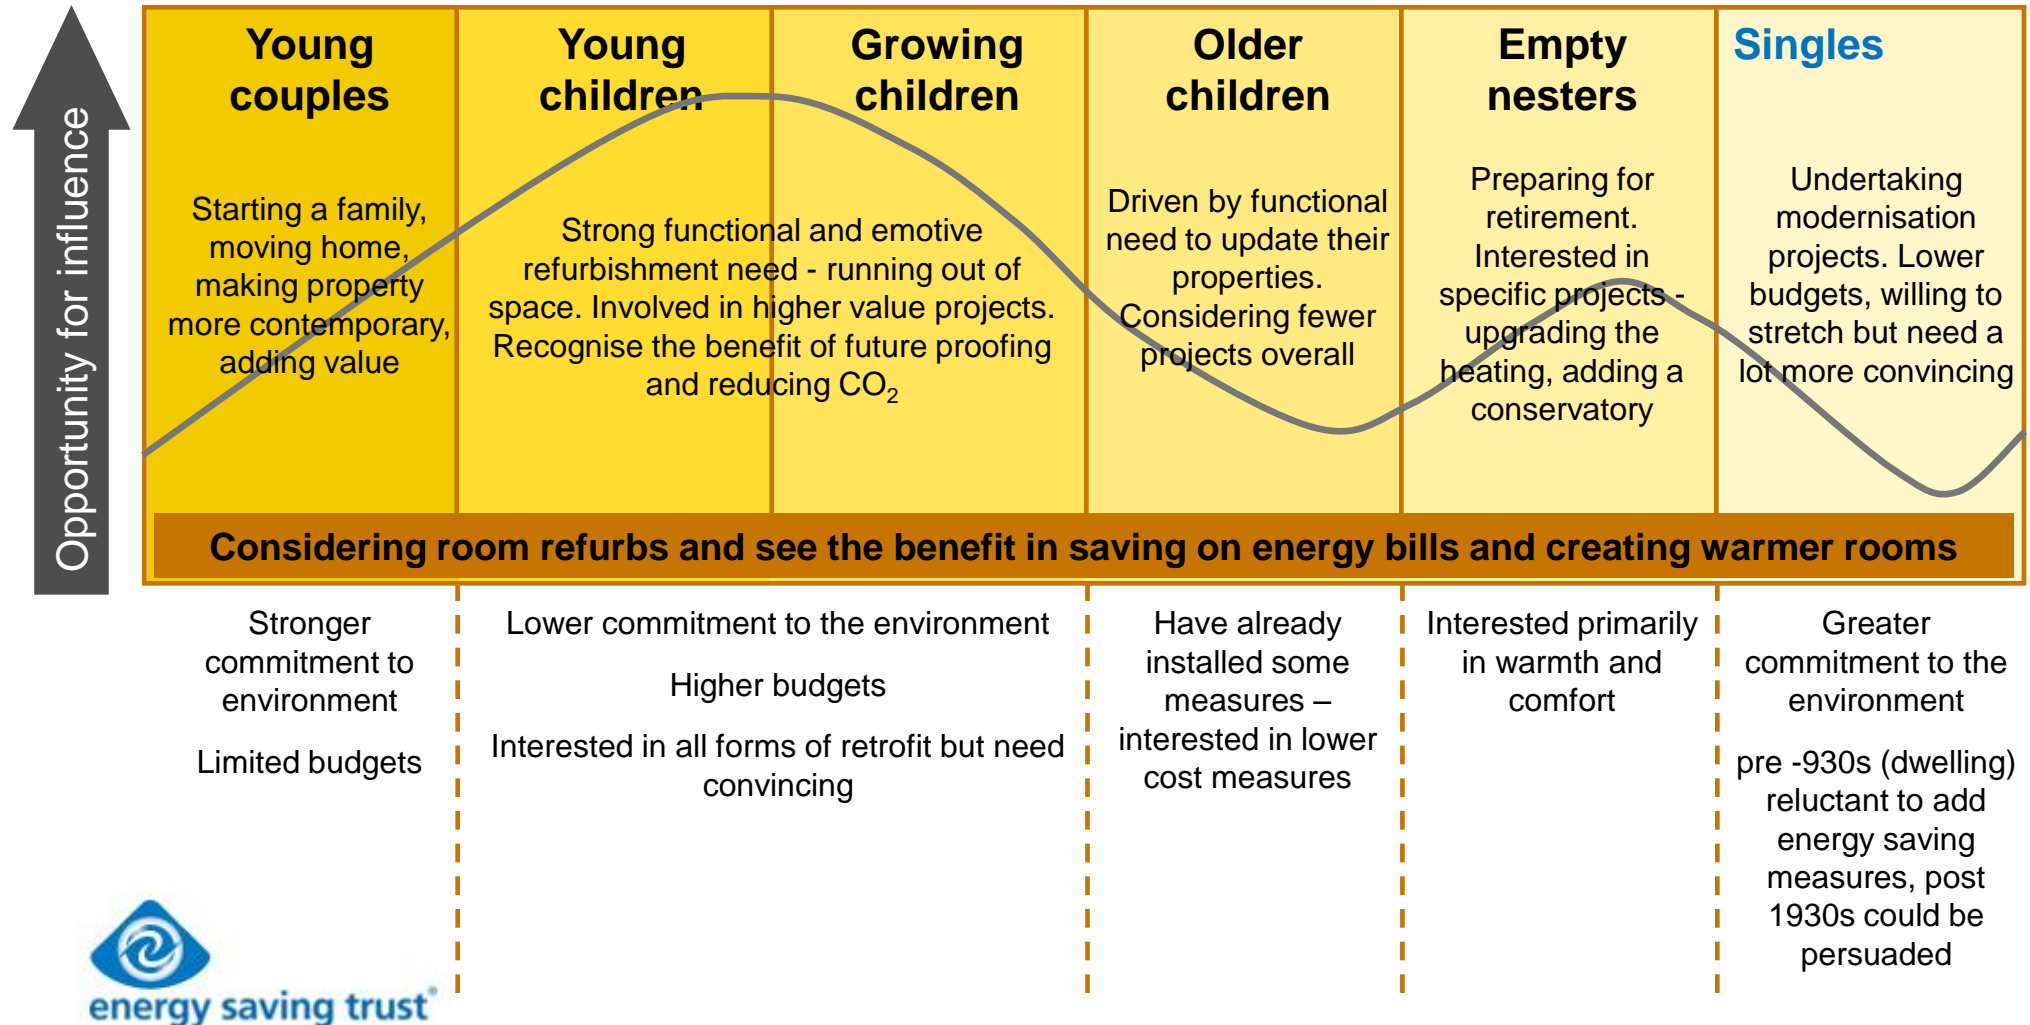 Opportunity for influence
Young
couples
Starting a family,
moving home,
making property
more contemporary,
adding value
Young
children
Growing
children
Strong functional and emotive
refurbishment need - running out of
space. Involved in higher value projects.
Recognise the benefit of future proofing
and reducing CO₂
Older
children
Driven by functional
need to update their
properties.
Considering fewer
projects overall
Empty
nesters
Preparing for
retirement.
Interested in
specific projects -
upgrading the
heating, adding a
conservatory
Singles
Undertaking
modernisation
projects. Lower
budgets, willing to
stretch but need a
lot more convincing
Considering room refurbs and see the benefit in saving on energy bills and creating warmer rooms
Stronger
commitment to
environment
Limited budgets
Lower commitment to the environment
Higher budgets
Interested in all forms of retrofit but need
convincing
Have already
installed some
measures –
interested in lower
cost measures
Interested primarily
in warmth and
comfort
Greater
commitment to the
environment
pre -930s (dwelling)
reluctant to add
energy saving
measures, post
1930s could be
persuaded
energy saving trust®